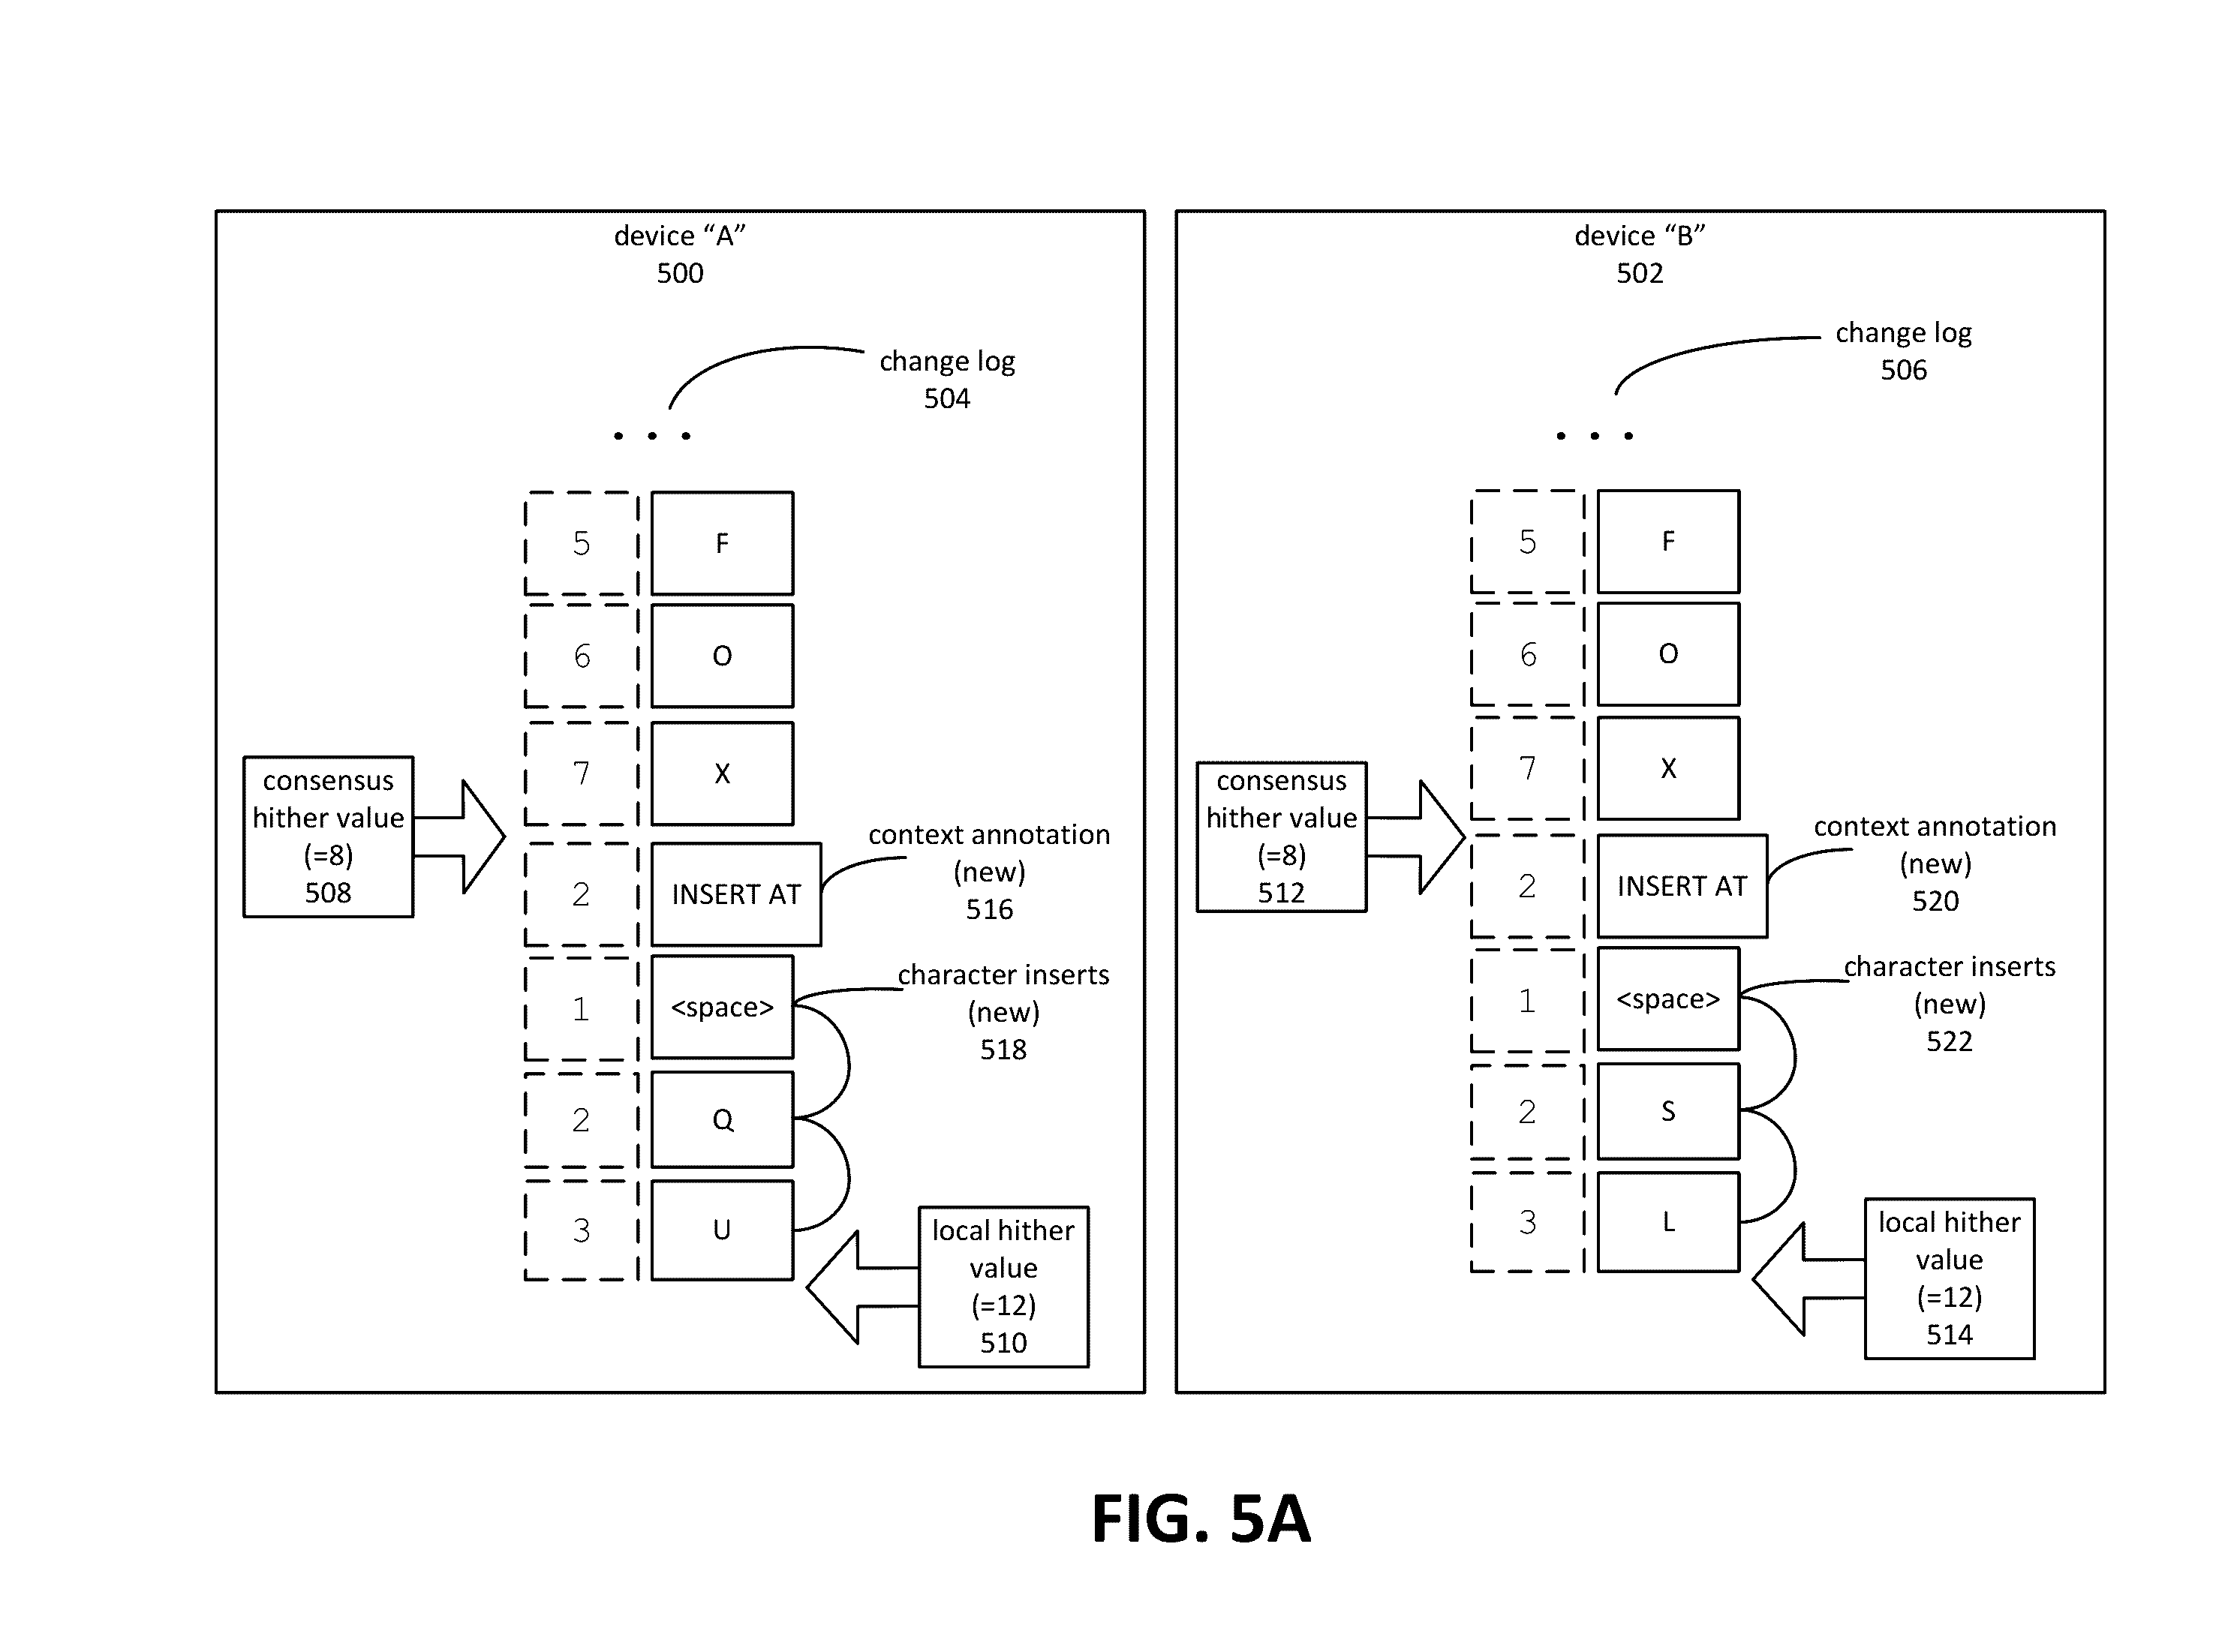 device “A”
500
change log
504
. . .
5 F
6 O
7 X
consensus
hither value
(=8)
508
2 INSERT AT
context annotation
(new)
516
1 <space>
character inserts
(new)
518
2 Q
3 U
local hither
value
(=12)
510
device “B”
502
change log
506
. . .
5 F
6 O
7 X
consensus
hither value
(=8)
512
2 INSERT AT
context annotation
(new)
520
1 <space>
character inserts
(new)
522
2 S
3 L
local hither
value
(=12)
514
FIG. 5A